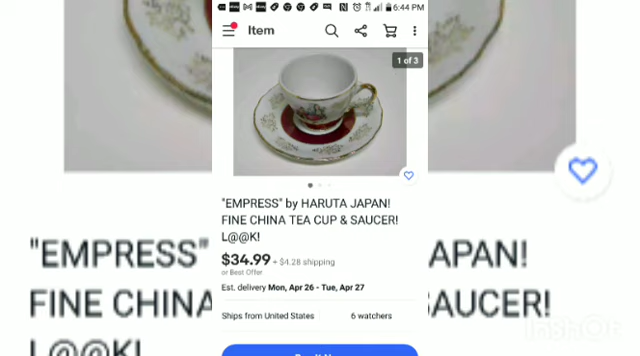 6:44 PM
Item
1 of 3
"EMPRESS" by HARUTA JAPAN!
FINE CHINA TEA CUP & SAUCER!
L@@K!
$34.99 + $4.28 shipping
or Best Offer
Est. delivery Mon, Apr 26 - Tue, Apr 27
Ships from United States 6 watchers
"EMPRESS" APAN!
FINE CHINA SAUCER!
L@@K!